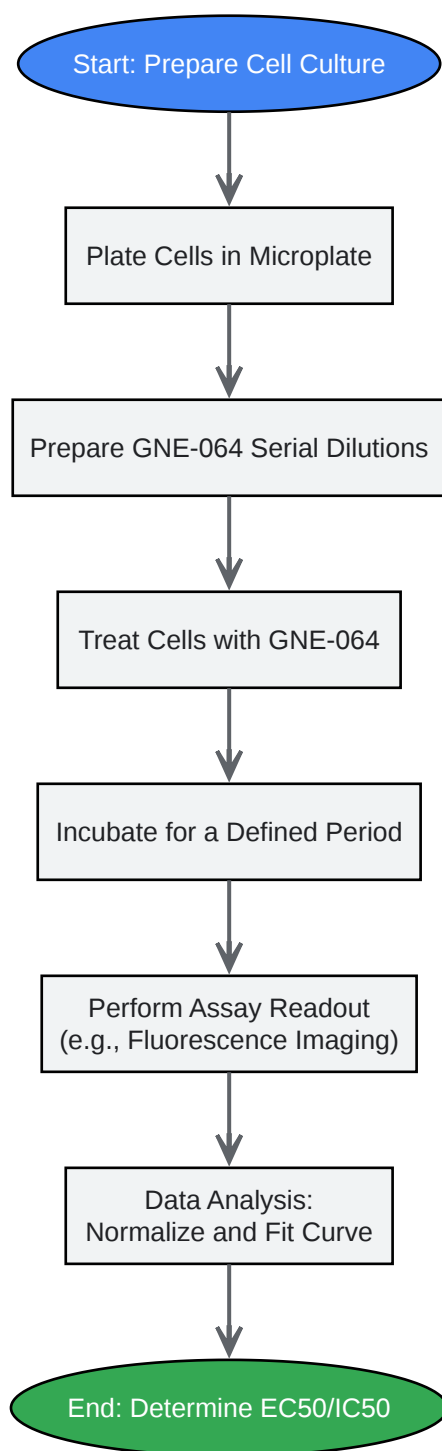 Start: Prepare Cell Culture
Plate Cells in Microplate
Prepare GNE-064 Serial Dilutions
Treat Cells with GNE-064
Incubate for a Defined Period
Perform Assay Readout
(e.g., Fluorescence Imaging)
Data Analysis:
Normalize and Fit Curve
End: Determine EC50/IC50